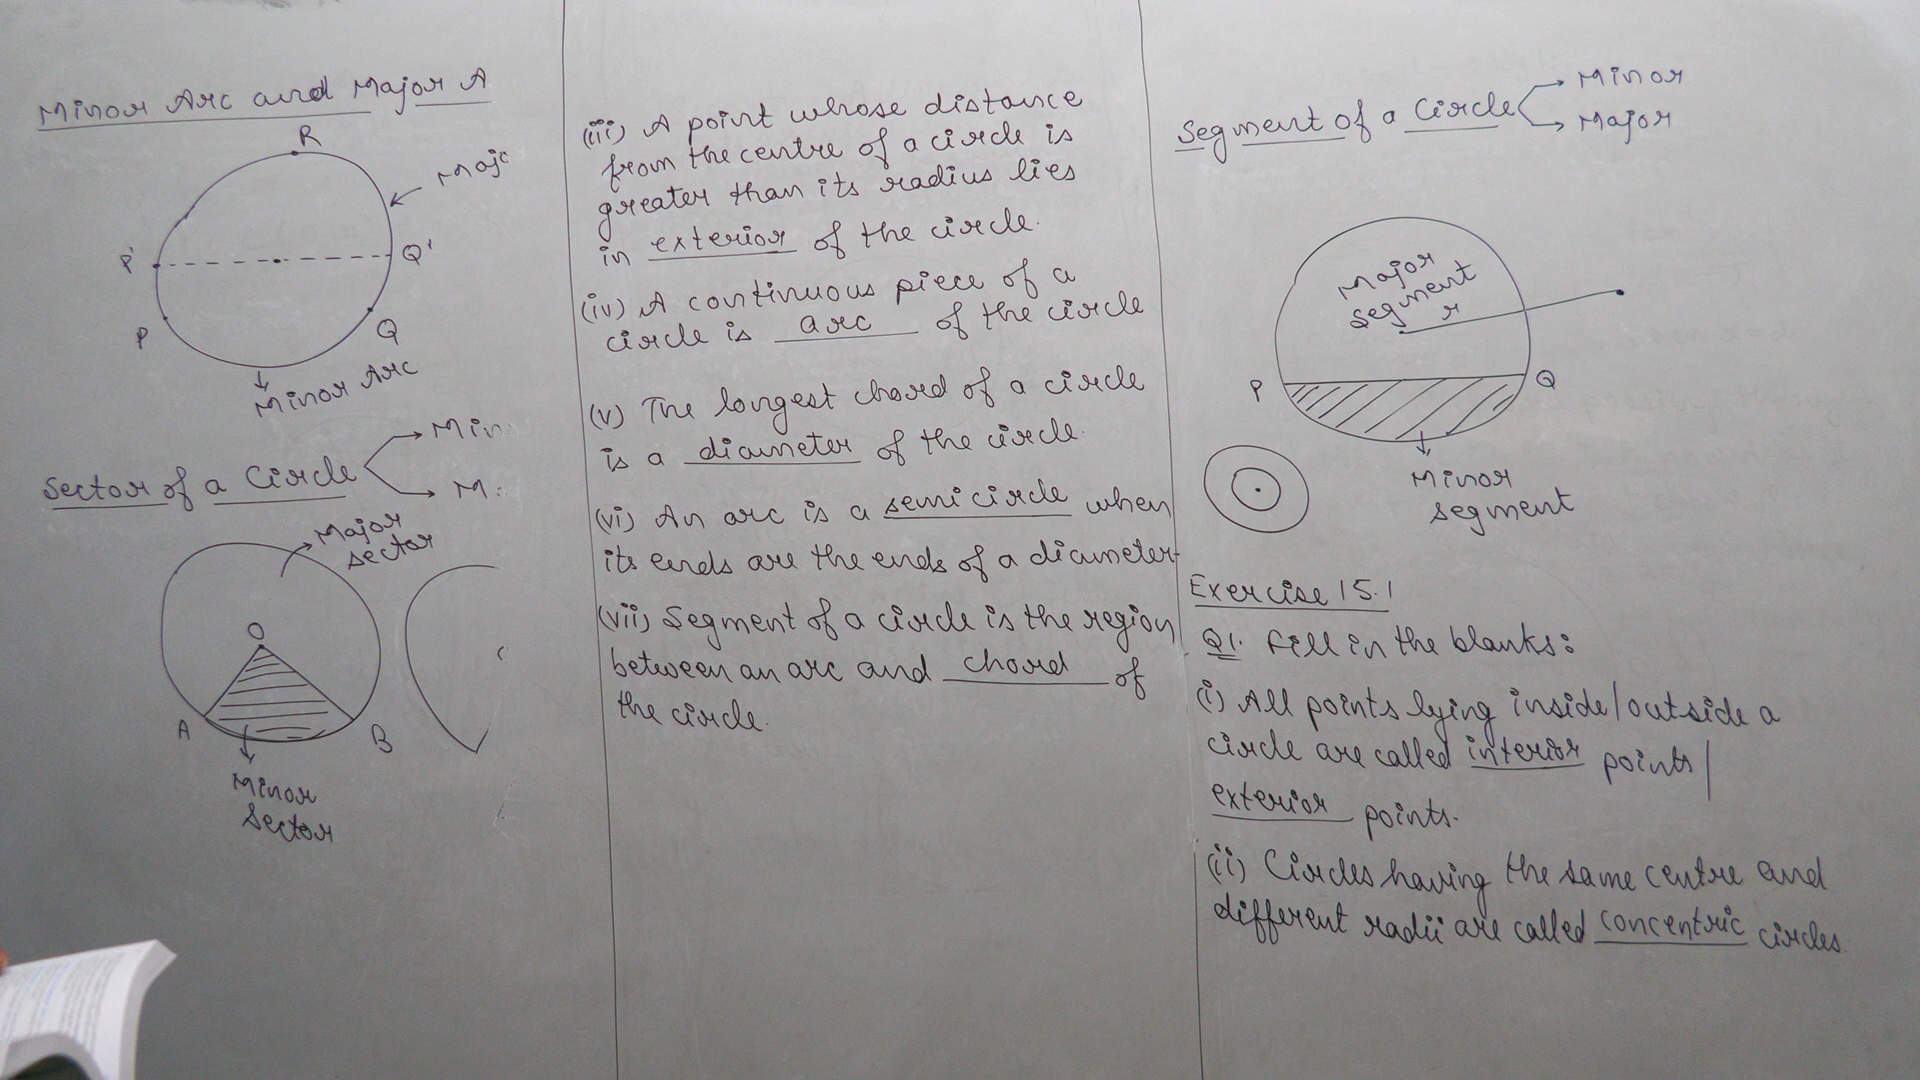 Minor Arc and Major A
R
Majo
P'
Q'
P
Q
Minor Arc
Sector of a Circle
Min
M
Major
sector
O
A
B
Minor
Sector
(iii) A point whose distance
from the centre of a circle is
greater than its radius lies
in exterior of the circle.
(iv) A continuous piece of a
circle is arc of the circle
(v) The longest chord of a circle
is a diameter of the circle.
(vi) An arc is a semicircle when
its ends are the ends of a diameter
(vii) Segment of a circle is the region
between an arc and chord of
the circle.
Segment of a Circle
Minor
Major
Major
segment
r
P
Q
Minor
segment
Exercise 15.1
Q1. Fill in the blanks:
(i) All points lying inside/outside a
circle are called interior points/
exterior points.
(ii) Circles having the same centre and
different radii are called concentric circles.